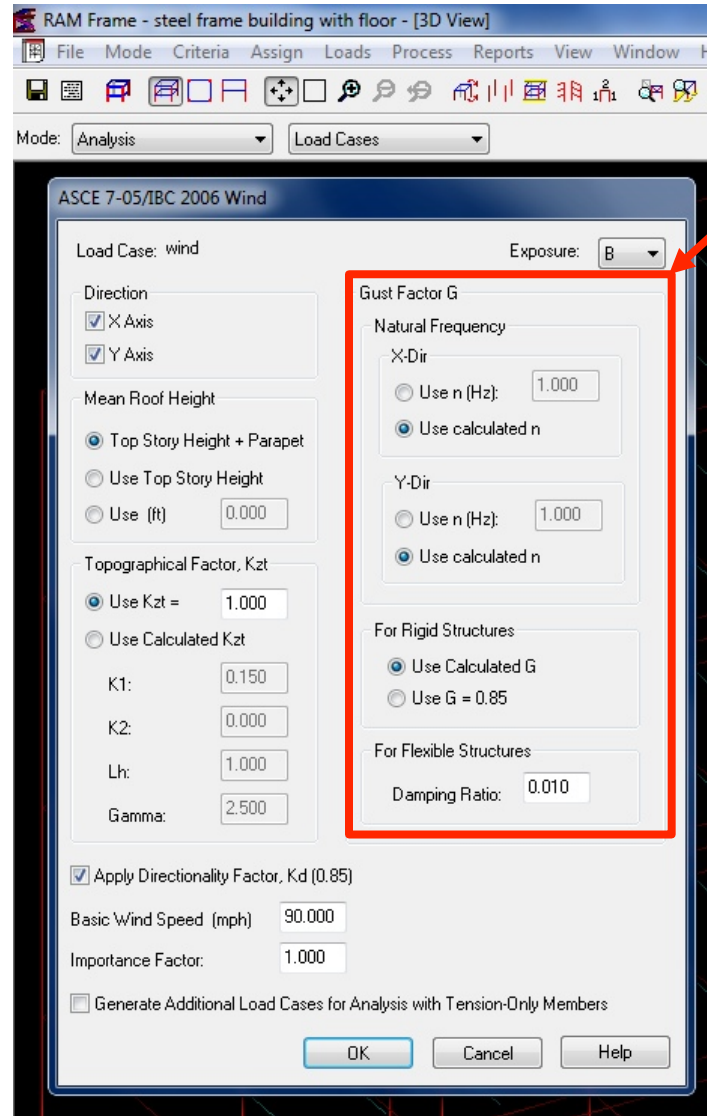 RAM Frame - steel frame building with floor - [3D View]
File Mode Criteria Assign Loads Process Reports View Window
Mode: Analysis Load Cases
ASCE 7-05/IBC 2006 Wind
Load Case: wind
Exposure: B
Direction
X Axis
Y Axis
Mean Roof Height
Top Story Height + Parapet
Use Top Story Height
Use (ft) 0.000
Topographical Factor, Kzt
Use Kzt = 1.000
Use Calculated Kzt
K1: 0.150
K2: 0.000
Lh: 1.000
Gamma: 2.500
Gust Factor G
Natural Frequency
X-Dir
Use n (Hz): 1.000
Use calculated n
Y-Dir
Use n (Hz): 1.000
Use calculated n
For Rigid Structures
Use Calculated G
Use G = 0.85
For Flexible Structures
Damping Ratio: 0.010
Apply Directionality Factor, Kd (0.85)
Basic Wind Speed (mph) 90.000
Importance Factor: 1.000
Generate Additional Load Cases for Analysis with Tension-Only Members
OK Cancel Help